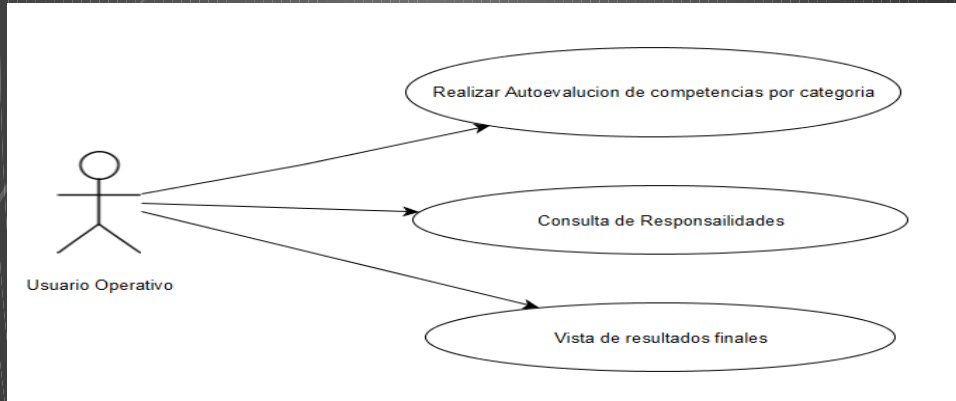 Realizar Autoevalucion de competencias por categoria
Consulta de Responsailidades
Usuario Operativo
Vista de resultados finales